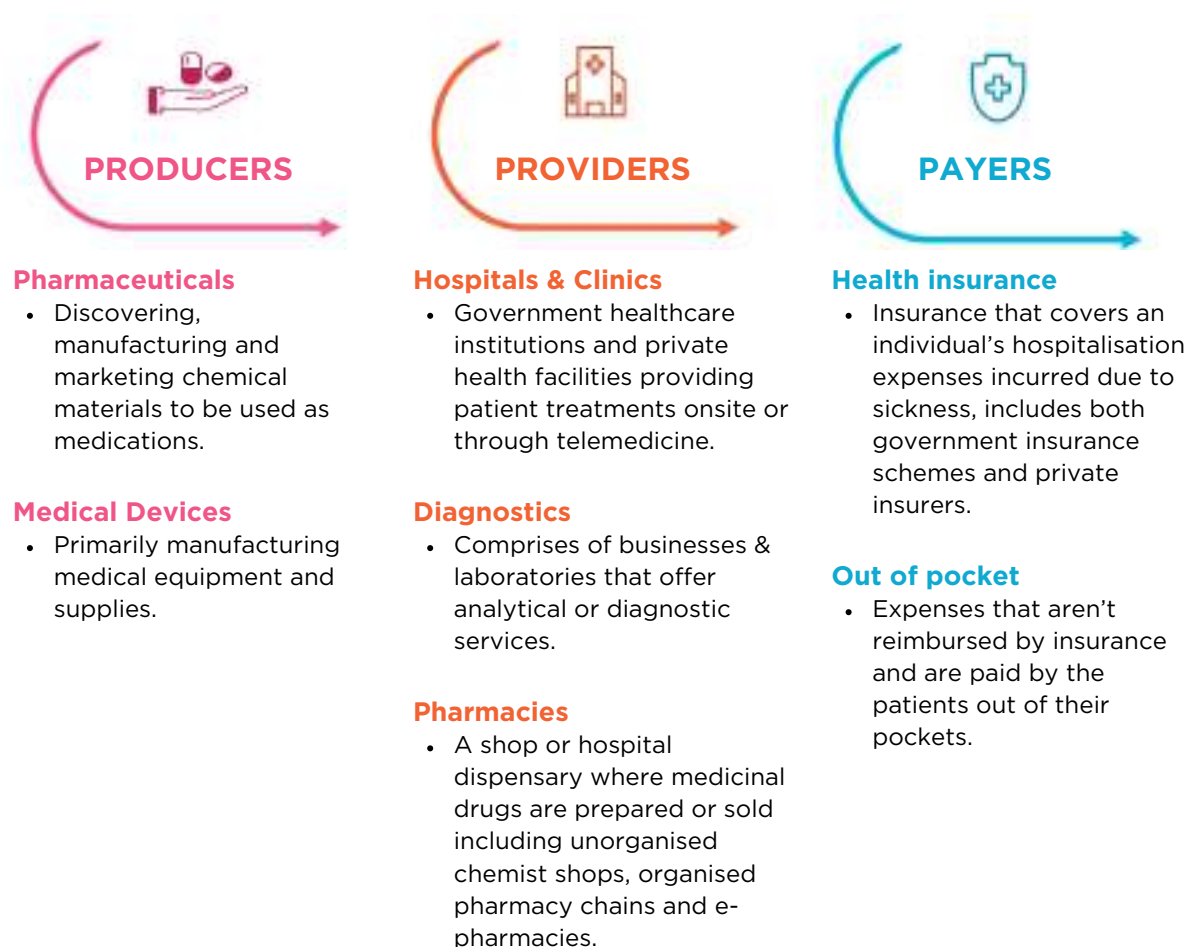 PRODUCERS
Pharmaceuticals
• Discovering,
manufacturing and
marketing chemical
materials to be used as
medications.
Medical Devices
• Primarily manufacturing
medical equipment and
supplies.
PROVIDERS
Hospitals & Clinics
• Government healthcare
institutions and private
health facilities providing
patient treatments onsite or
through telemedicine.
Diagnostics
• Comprises of businesses &
laboratories that offer
analytical or diagnostic
services.
Pharmacies
• A shop or hospital
dispensary where medicinal
drugs are prepared or sold
including unorganised
chemist shops, organised
pharmacy chains and e-
pharmacies.
PAYERS
Health insurance
• Insurance that covers an
individual’s hospitalisation
expenses incurred due to
sickness, includes both
government insurance
schemes and private
insurers.
Out of pocket
• Expenses that aren’t
reimbursed by insurance
and are paid by the
patients out of their
pockets.